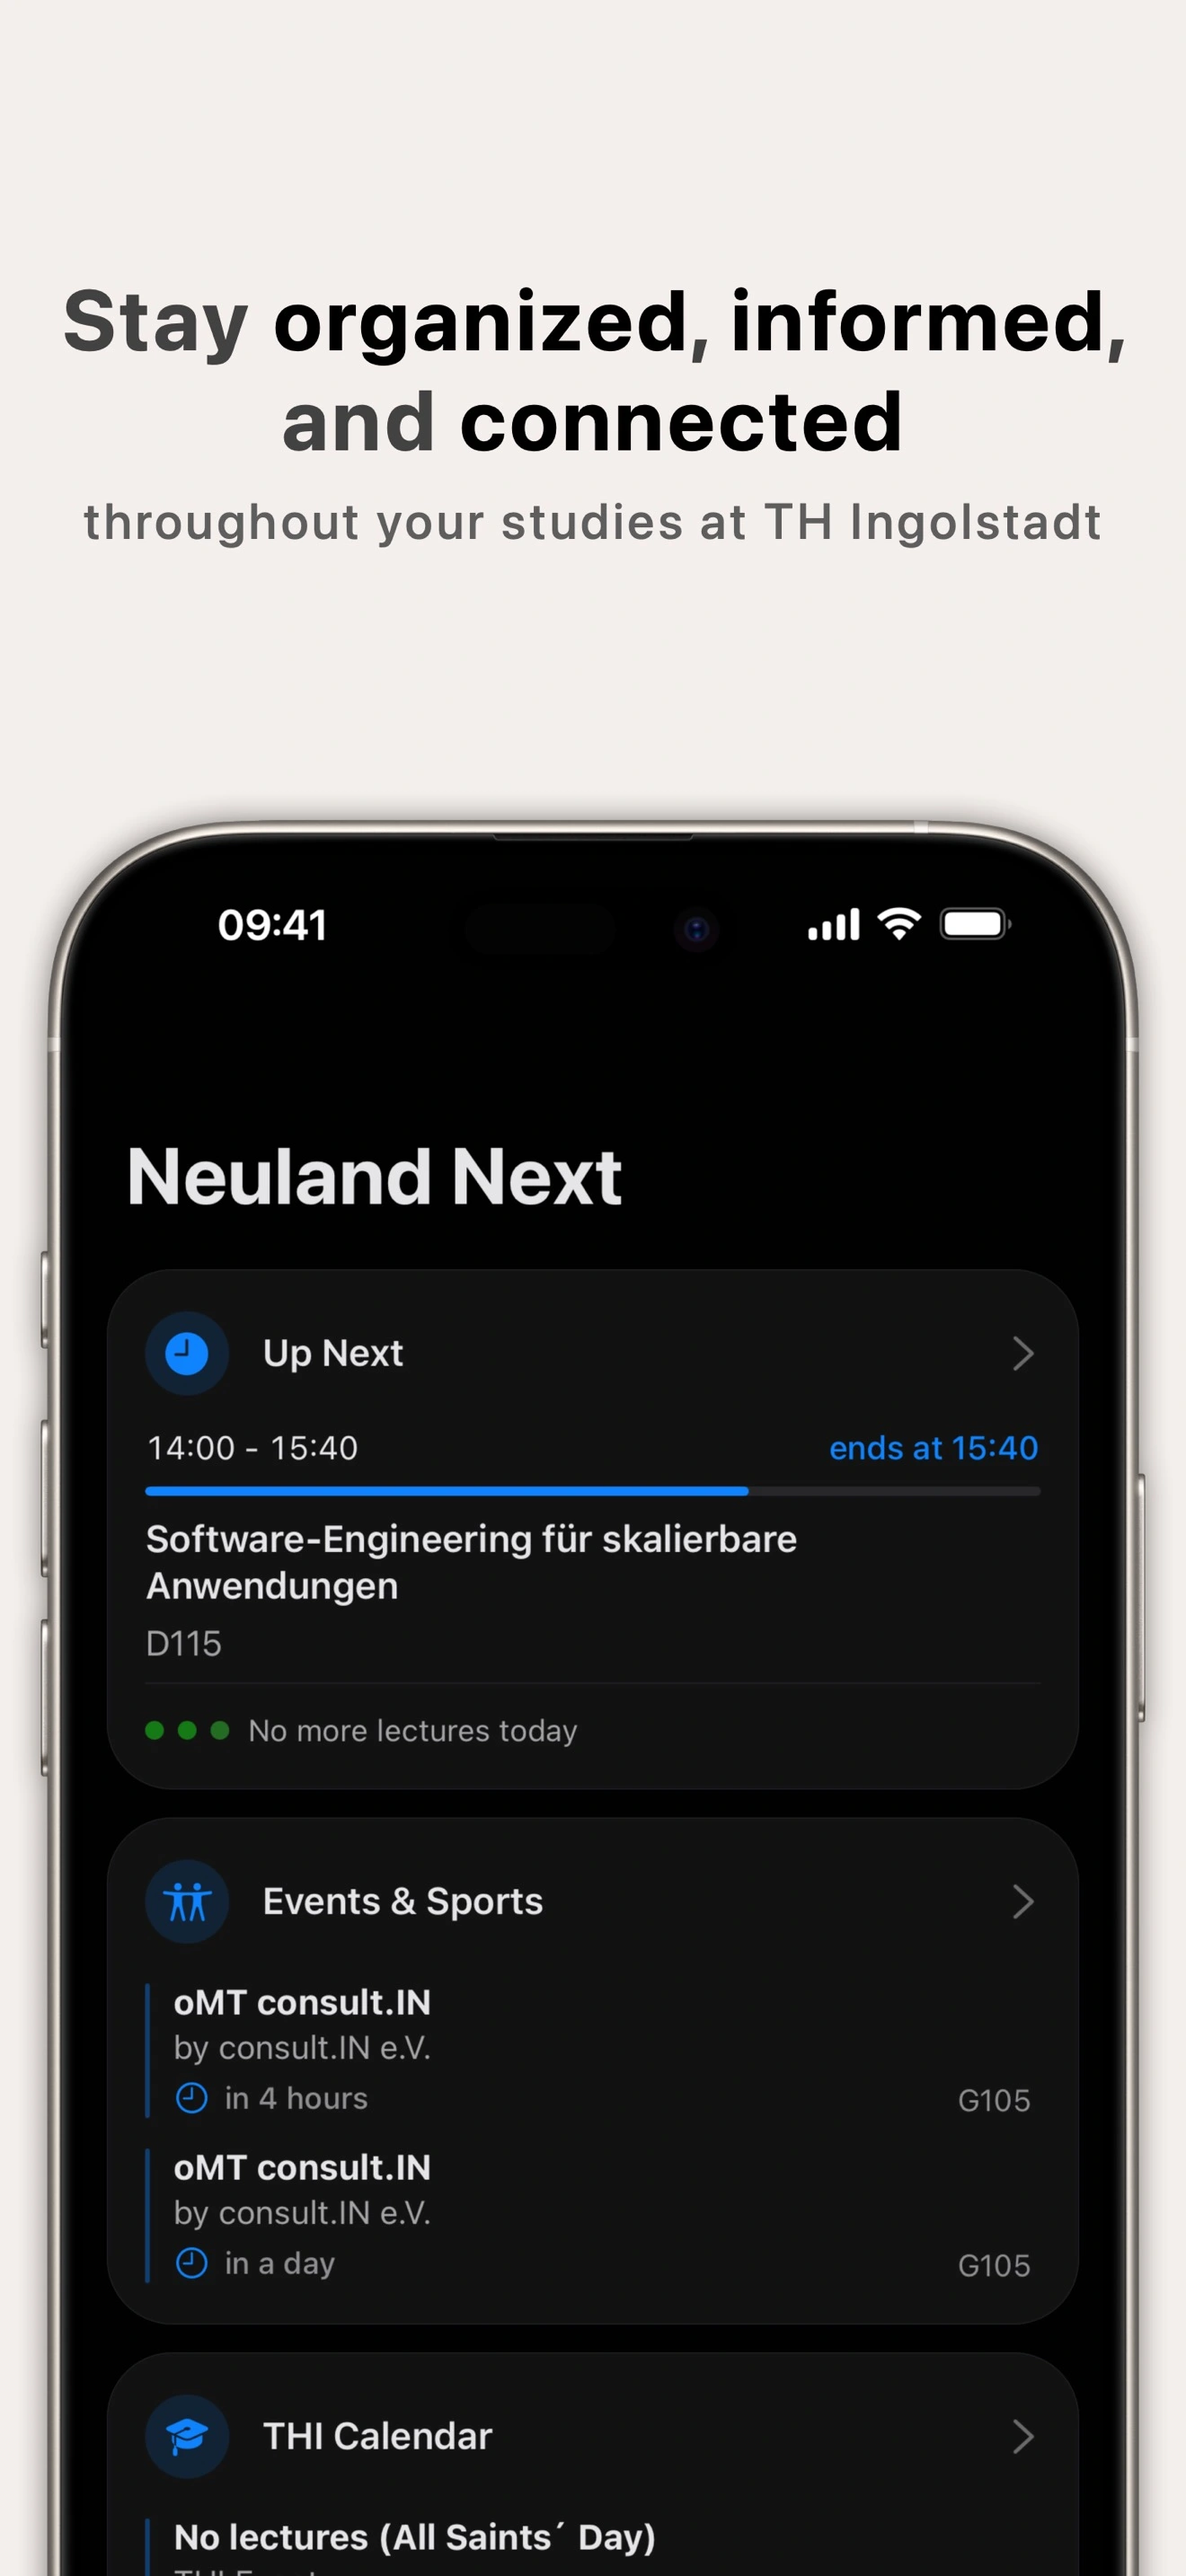 Stay organized, informed,
and connected
throughout your studies at TH Ingolstadt
09:41
Neuland Next
Up Next
14:00 - 15:40
ends at 15:40
Software-Engineering für skalierbare
Anwendungen
D115
No more lectures today
Events & Sports
oMT consult.IN
by consult.IN e.V.
in 4 hours
G105
oMT consult.IN
by consult.IN e.V.
in a day
G105
THI Calendar
No lectures (All Saints´ Day)